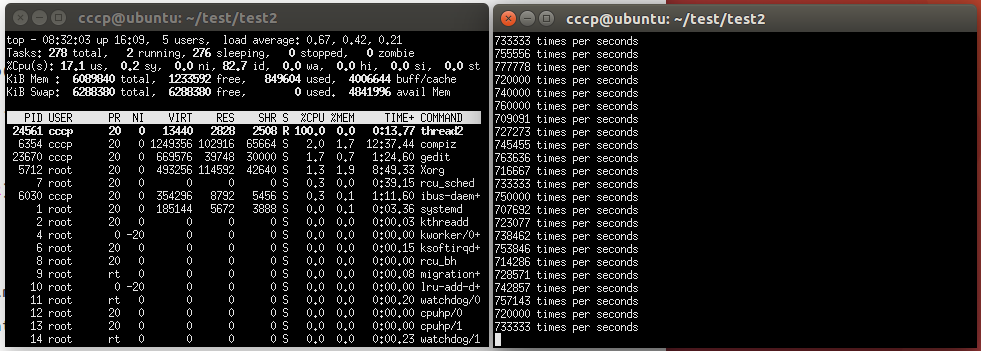 cccp@ubuntu: ~/test/test2
top - 08:32:03 up 16:09,  5 users,  load average: 0.67, 0.42, 0.21
Tasks: 278 total,   2 running, 276 sleeping,   0 stopped,   0 zombie
%Cpu(s): 17.1 us,  0.2 sy,  0.0 ni, 82.7 id,  0.0 wa,  0.0 hi,  0.0 si,  0.0 st
KiB Mem :  6089840 total,  1233592 free,   849604 used,  4006644 buff/cache
KiB Swap:  6288380 total,  6288380 free,        0 used.  4841996 avail Mem
PID USER PR NI VIRT RES SHR S %CPU %MEM TIME+ COMMAND
24561 cccp 20 0 13440 2828 2508 R 100.0 0.0 0:13.77 thread2
6354 cccp 20 0 1249356 102916 65664 S 2.0 1.7 12:37.44 compiz
23670 cccp 20 0 669576 39748 30000 S 1.7 0.7 1:24.60 gedit
5712 root 20 0 493256 114592 42640 S 1.3 1.9 8:49.33 Xorg
7 root 20 0 0 0 0 S 0.3 0.0 0:39.15 rcu_sched
6030 cccp 20 0 354296 8792 5456 S 0.3 0.1 1:11.60 ibus-daem+
1 root 20 0 185144 5672 3888 S 0.0 0.1 0:03.36 systemd
2 root 20 0 0 0 0 S 0.0 0.0 0:00.03 kthreadd
4 root 0 -20 0 0 0 S 0.0 0.0 0:00.00 kworker/0+
6 root 20 0 0 0 0 S 0.0 0.0 0:00.15 ksoftirqd+
8 root 20 0 0 0 0 S 0.0 0.0 0:00.00 rcu_bh
9 root rt 0 0 0 0 S 0.0 0.0 0:00.08 migration+
10 root 0 -20 0 0 0 S 0.0 0.0 0:00.00 lru-add-d+
11 root rt 0 0 0 0 S 0.0 0.0 0:00.20 watchdog/0
12 root 20 0 0 0 0 S 0.0 0.0 0:00.00 cpuhp/0
13 root 20 0 0 0 0 S 0.0 0.0 0:00.00 cpuhp/1
14 root rt 0 0 0 0 S 0.0 0.0 0:00.23 watchdog/1
cccp@ubuntu: ~/test/test2
733333 times per seconds
755556 times per seconds
777778 times per seconds
720000 times per seconds
740000 times per seconds
760000 times per seconds
709091 times per seconds
727273 times per seconds
745455 times per seconds
763636 times per seconds
716667 times per seconds
733333 times per seconds
750000 times per seconds
707692 times per seconds
723077 times per seconds
738462 times per seconds
753846 times per seconds
714286 times per seconds
728571 times per seconds
742857 times per seconds
757143 times per seconds
720000 times per seconds
733333 times per seconds